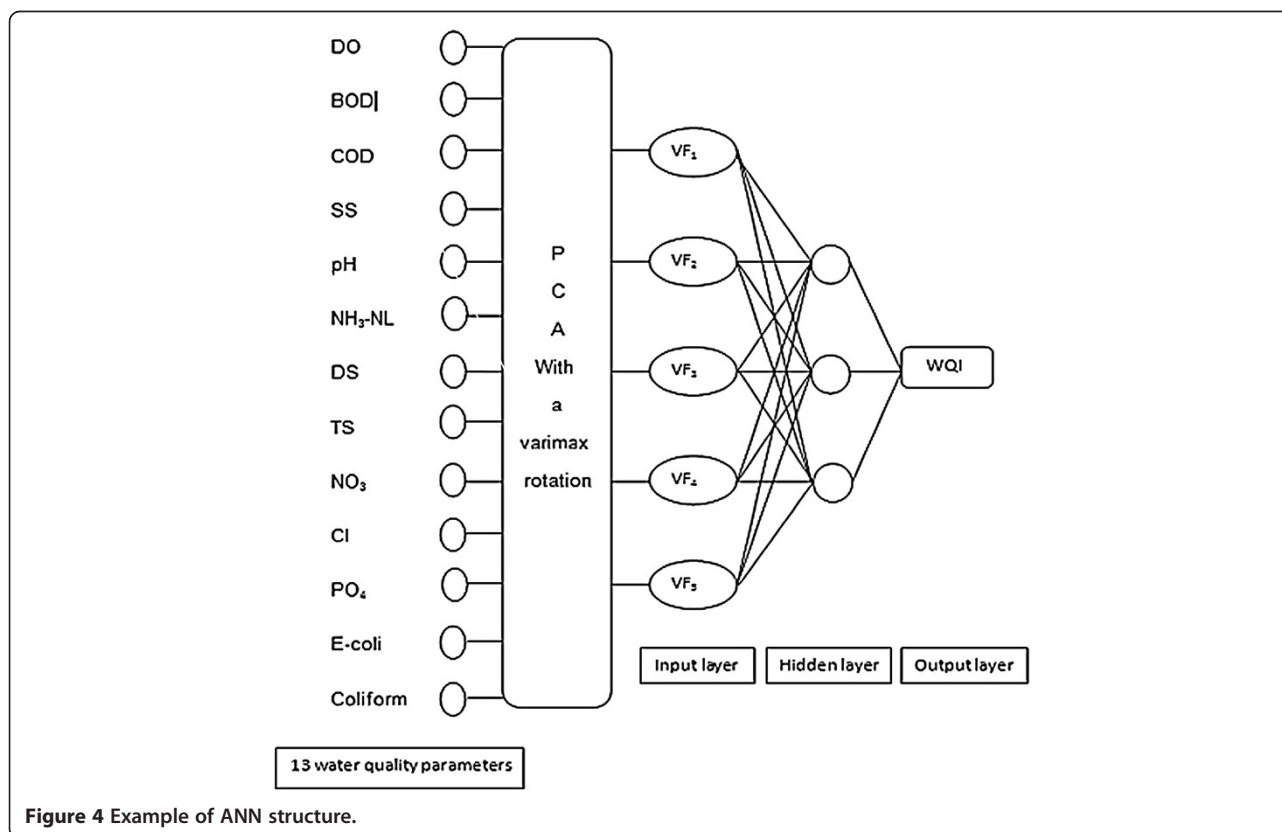 DO
BOD|
COD
SS
pH
NH₃-NL
DS
TS
NO₃
Cl
PO₄
E-coli
Coliform
13 water quality parameters
P
C
A
With
a
varimax
rotation
VF₁
VF₂
VF₃
VF₄
VF₅
WQI
Input layer
Hidden layer
Output layer
Figure 4 Example of ANN structure.